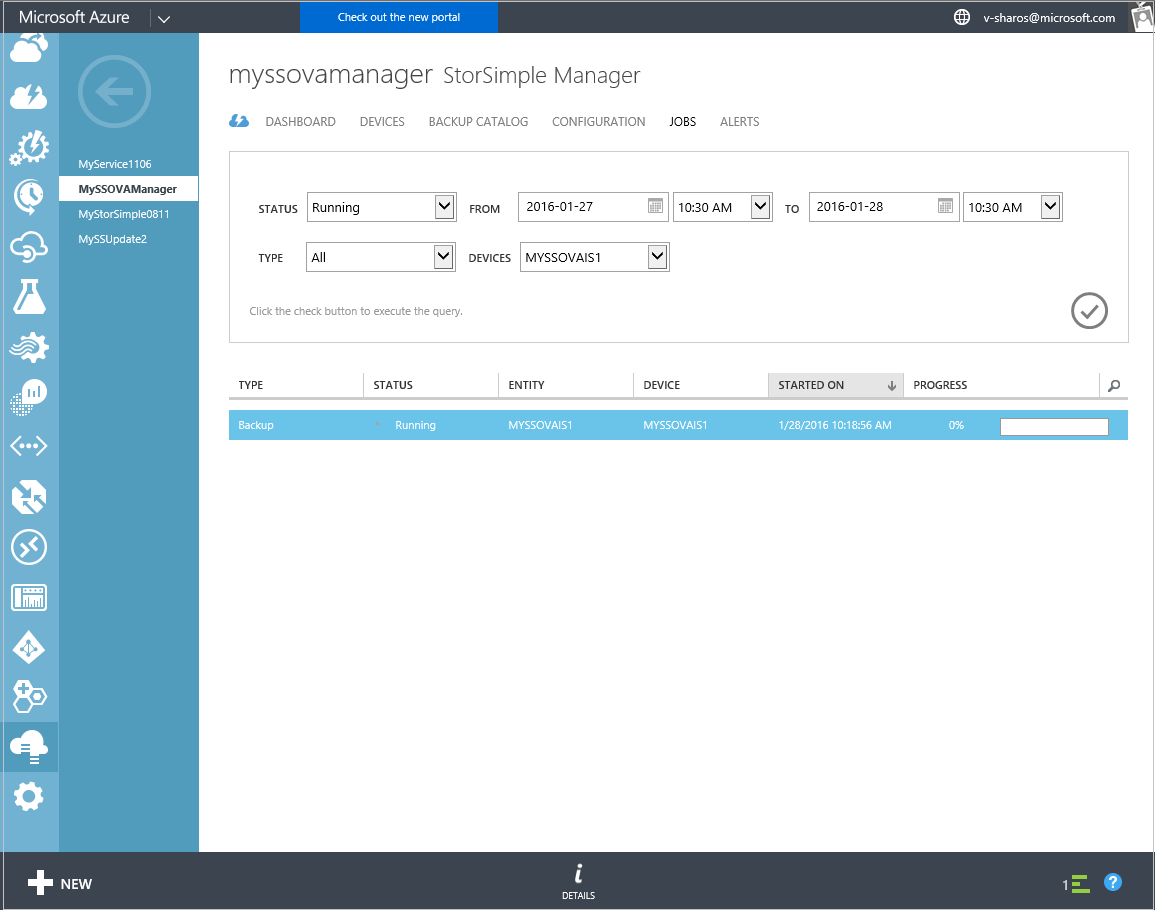 Microsoft Azure
Check out the new portal
v-sharos@microsoft.com
MyService1106
MySSOVAManager
MyStorSimple0811
MySSUpdate2
myssovamanager StorSimple Manager
DASHBOARD DEVICES BACKUP CATALOG CONFIGURATION JOBS ALERTS
STATUS Running FROM 2016-01-27 10:30 AM TO 2016-01-28 10:30 AM
TYPE All DEVICES MYSSOVAIS1
Click the check button to execute the query.
TYPE STATUS ENTITY DEVICE STARTED ON PROGRESS
Backup Running MYSSOVAIS1 MYSSOVAIS1 1/28/2016 10:18:56 AM 0%
NEW
i
DETAILS
1
?